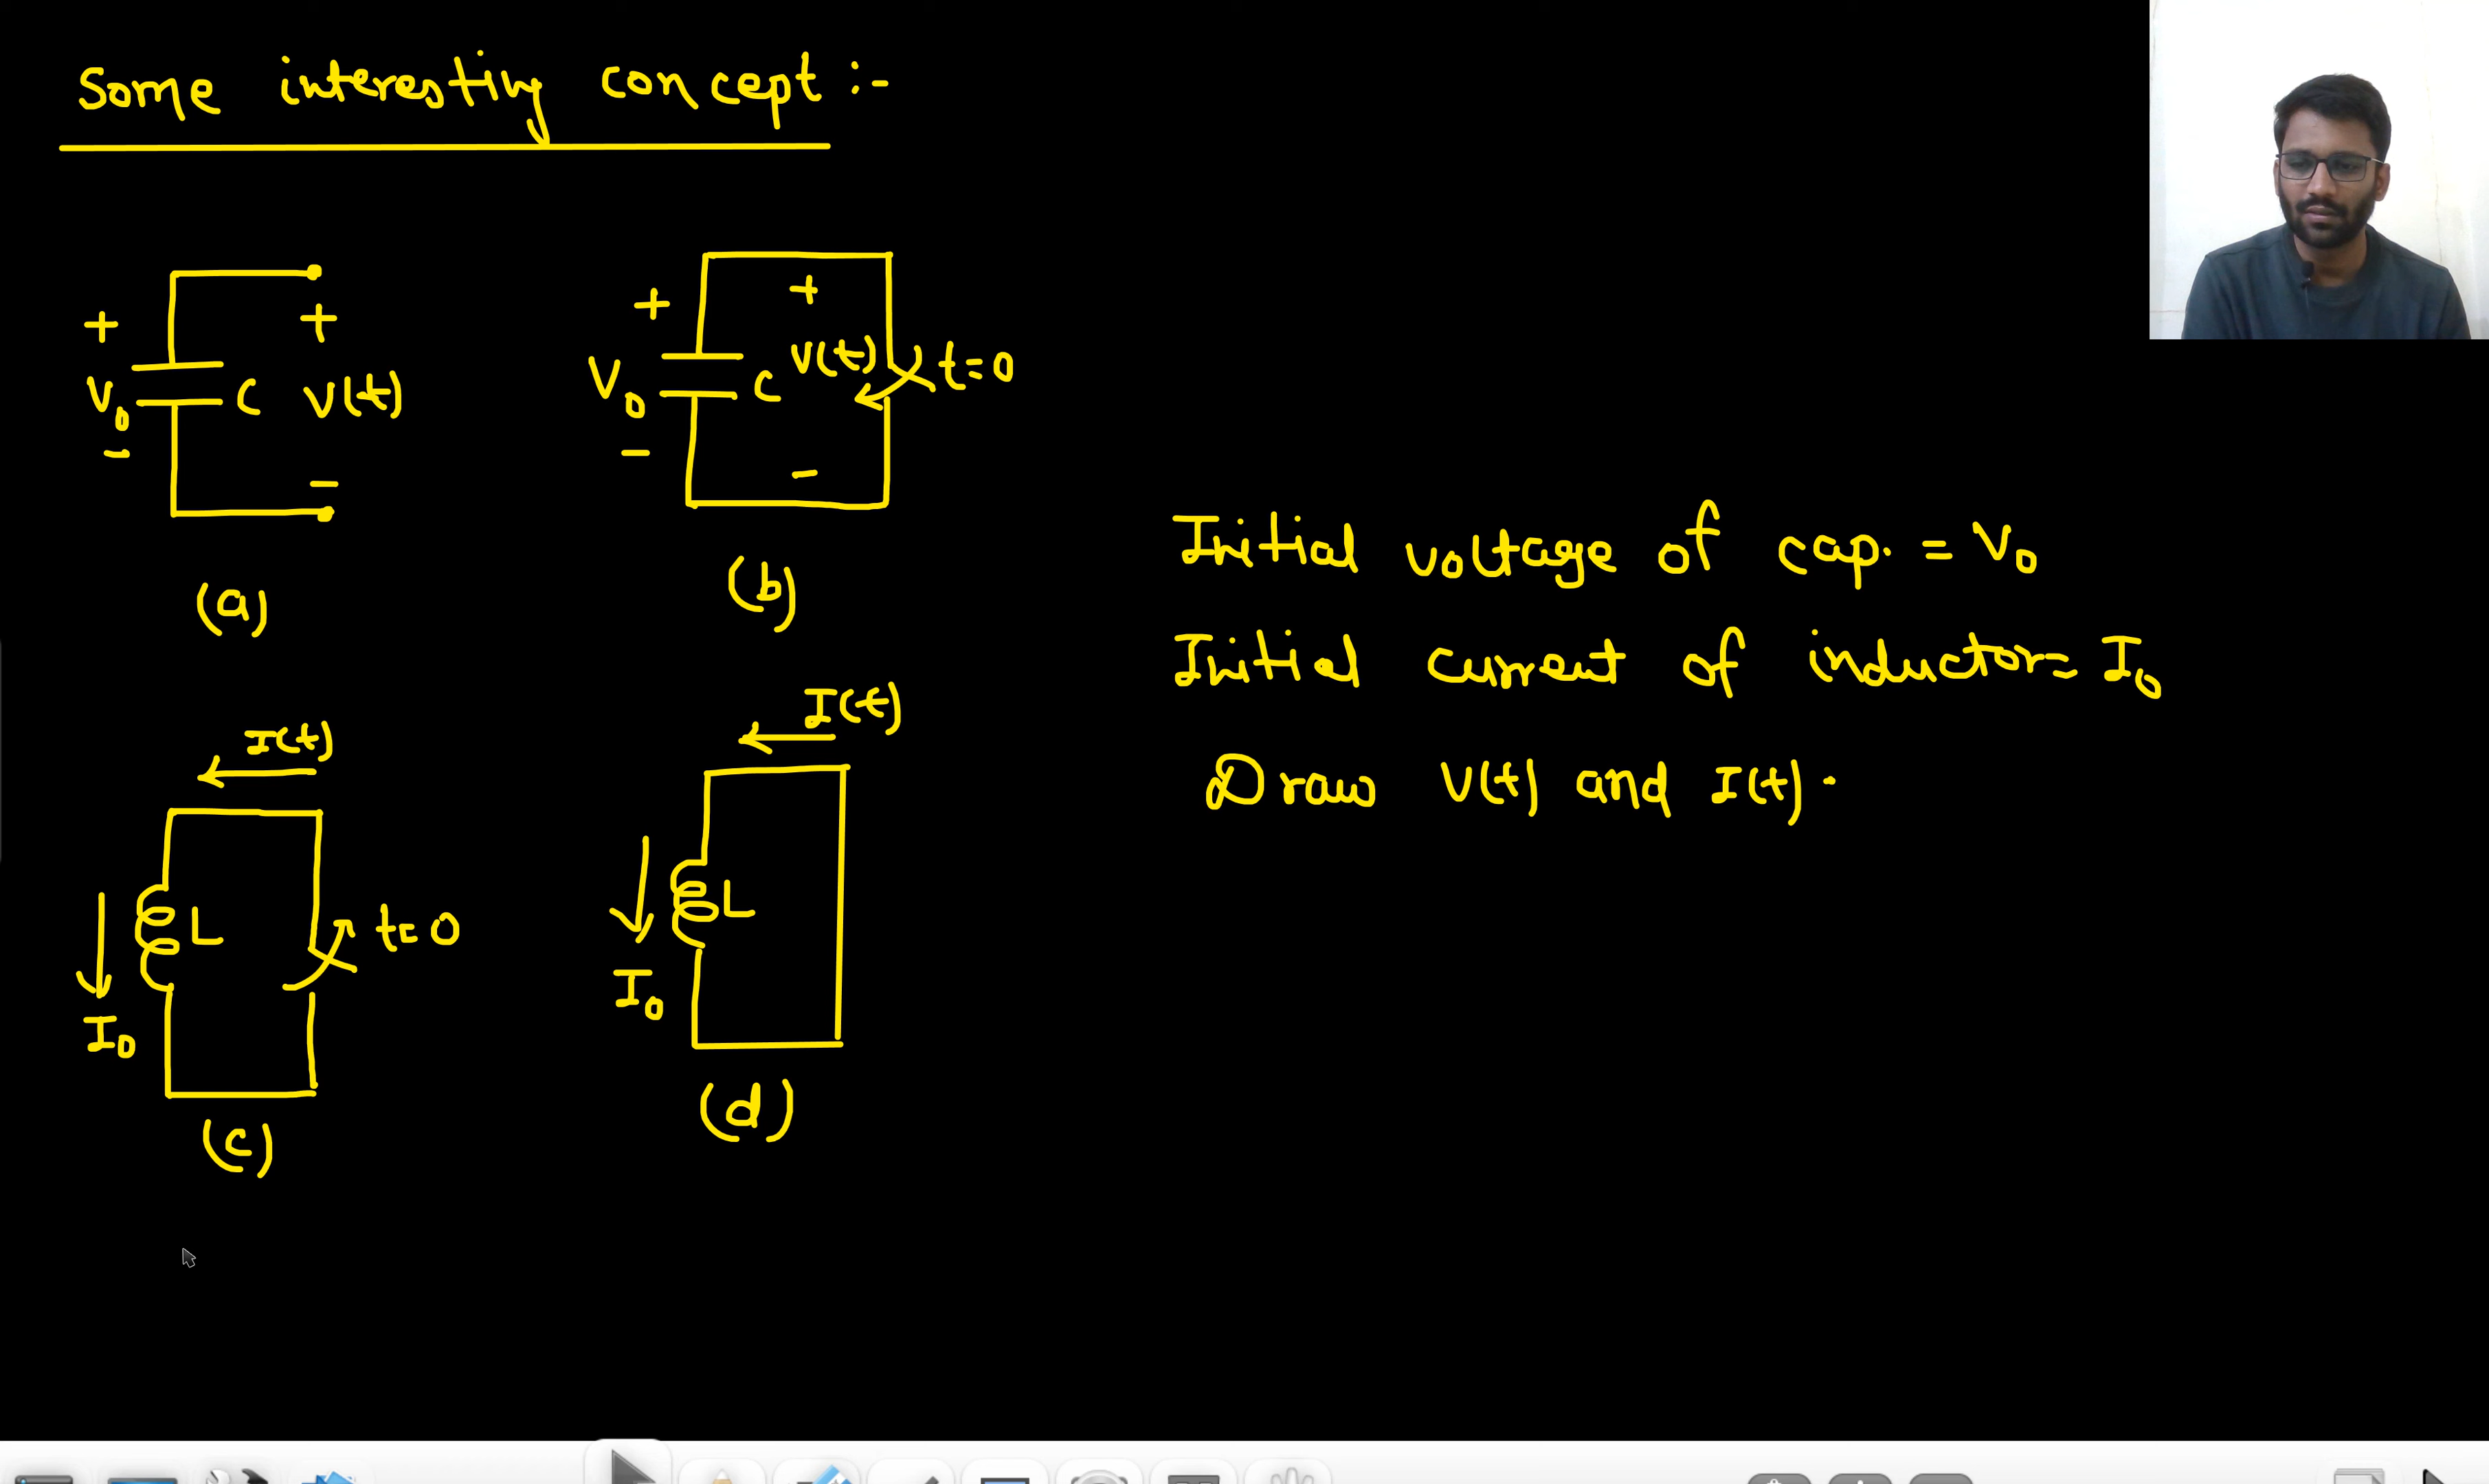 Some interesting concept :-
+ V0 - C + V(t) -
(a)
+ V0 - C + V(t) - t=0
(b)
Initial voltage of cap. = V0
Initial current of inductor = I0
Draw V(t) and I(t).
I(t)
L t=0
I0
(c)
I(t)
L
I0
(d)